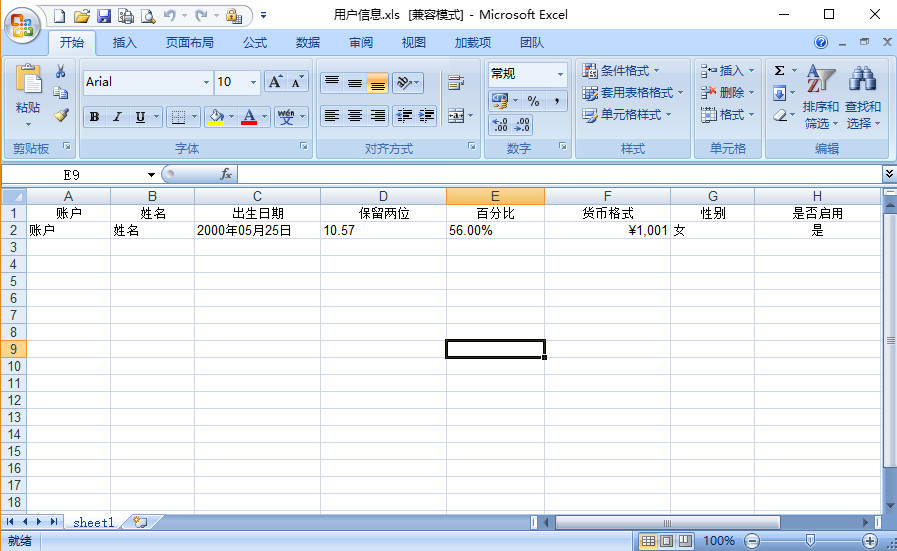 用户信息.xls [兼容模式] - Microsoft Excel
开始 插入 页面布局 公式 数据 审阅 视图 加载项 团队
粘贴
剪贴板
Arial 10
B I U
wén 文
字体
对齐方式
常规
% ,
数字
条件格式
套用表格格式
单元格样式
样式
插入
删除
格式
单元格
Σ
排序和筛选
查找和选择
编辑
E9 fx
A B C D E F G H
1 账户 姓名 出生日期 保留两位 百分比 货币格式 性别 是否启用
2 账户 姓名 2000年05月25日 10.57 56.00% ¥1,001 女 是
3
4
5
6
7
8
9
10
11
12
13
14
15
16
17
18
sheet1
就绪 100%